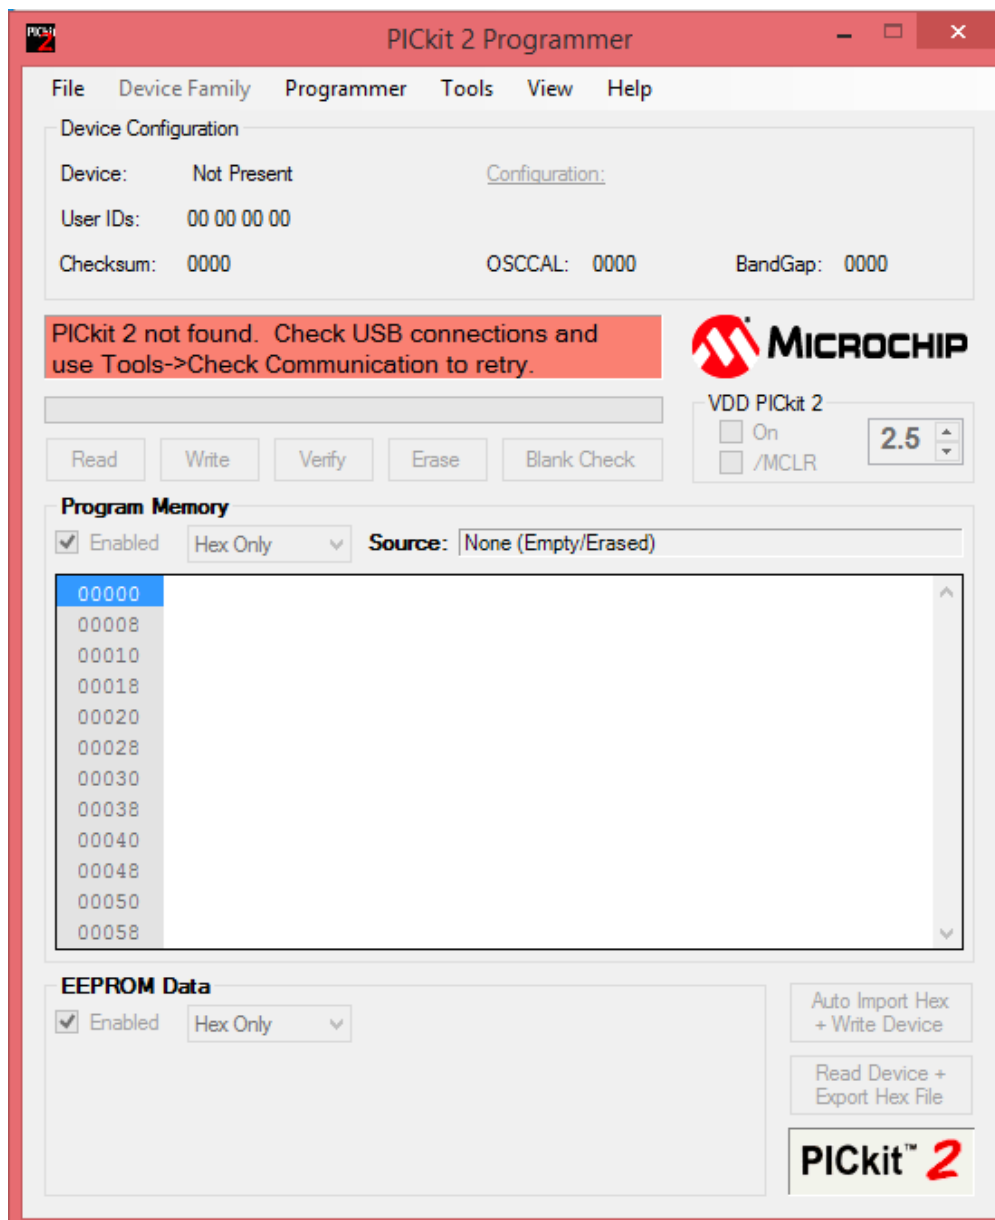 PICkit 2 Programmer
File Device Family Programmer Tools View Help
Device Configuration
Device: Not Present Configuration:
User IDs: 00 00 00 00
Checksum: 0000 OSCCAL: 0000 BandGap: 0000
PICkit 2 not found. Check USB connections and
use Tools->Check Communication to retry.
MICROCHIP
VDD PICkit 2
On
/MCLR
2.5
Read Write Verify Erase Blank Check
Program Memory
Enabled Hex Only Source: None (Empty/Erased)
00000
00008
00010
00018
00020
00028
00030
00038
00040
00048
00050
00058
EEPROM Data
Enabled Hex Only
Auto Import Hex
+ Write Device
Read Device +
Export Hex File
PICkit™ 2